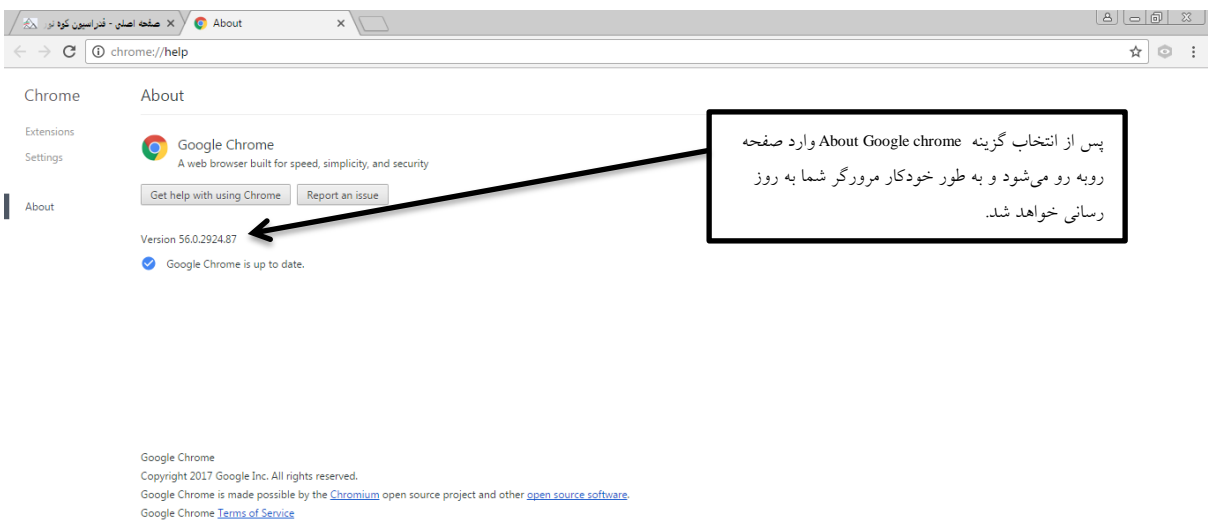 صفحه اصلی - فدراسیون کوه نور
About
chrome://help
Chrome
About
Extensions
Settings
About
Google Chrome
A web browser built for speed, simplicity, and security
Get help with using Chrome
Report an issue
Version 56.0.2924.87
Google Chrome is up to date.
پس از انتخاب گزینه About Google chrome وارد صفحه
روبه رو می‌شود و به طور خودکار مرورگر شما به روز
رسانی خواهد شد.
Google Chrome
Copyright 2017 Google Inc. All rights reserved.
Google Chrome is made possible by the Chromium open source project and other open source software.
Google Chrome Terms of Service